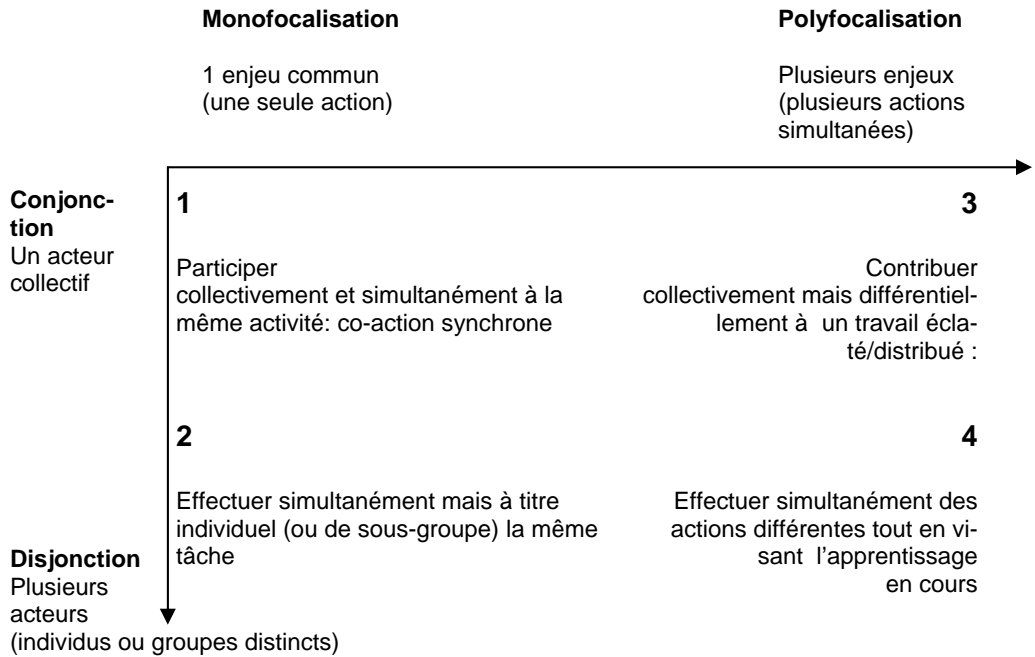 Monofocalisation
1 enjeu commun
(une seule action)
Polyfocalisation
Plusieurs enjeux
(plusieurs actions
simultanées)
Conjonc-
tion
Un acteur
collectif
1
Participer
collectivement et simultanément à la
même activité: co-action synchrone
3
Contribuer
collectivement mais différentiel-
lement à un travail écla-
té/distribué :
2
Effectuer simultanément mais à titre
individuel (ou de sous-groupe) la même
tâche
4
Effectuer simultanément des
actions différentes tout en vi-
sant l'apprentissage
en cours
Disjonction
Plusieurs
acteurs
(individus ou groupes distincts)